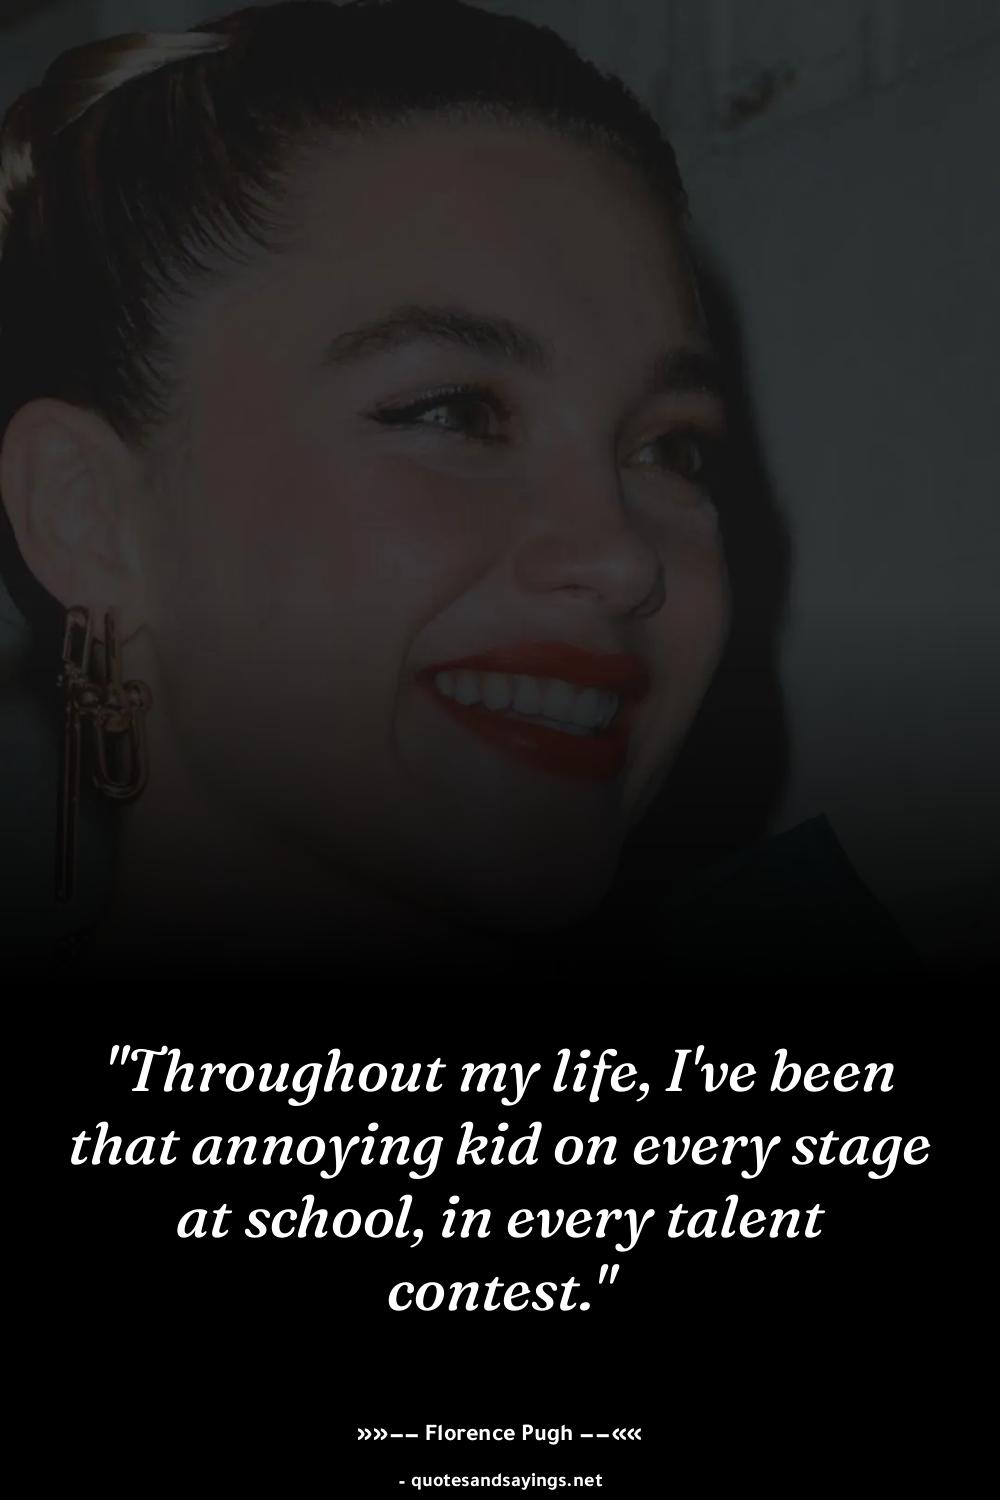 "Throughout my life, I've been
that annoying kid on every stage
at school, in every talent
contest."
»»−− Florence Pugh −−««
- quotesandsayings.net